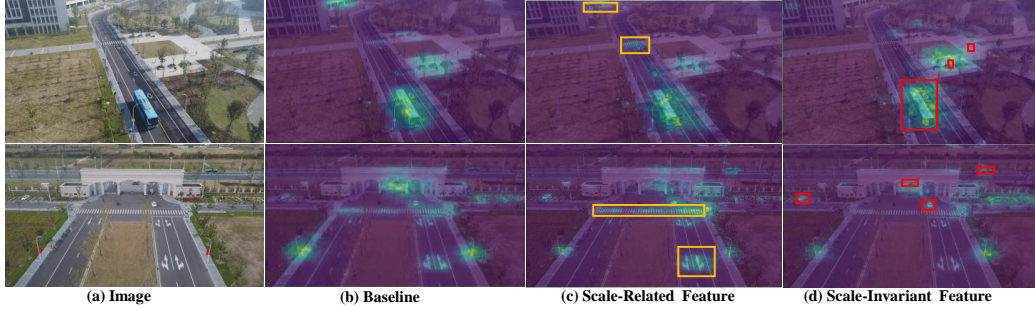 (a) Image
(b) Baseline
(c) Scale-Related Feature
(d) Scale-Invariant Feature